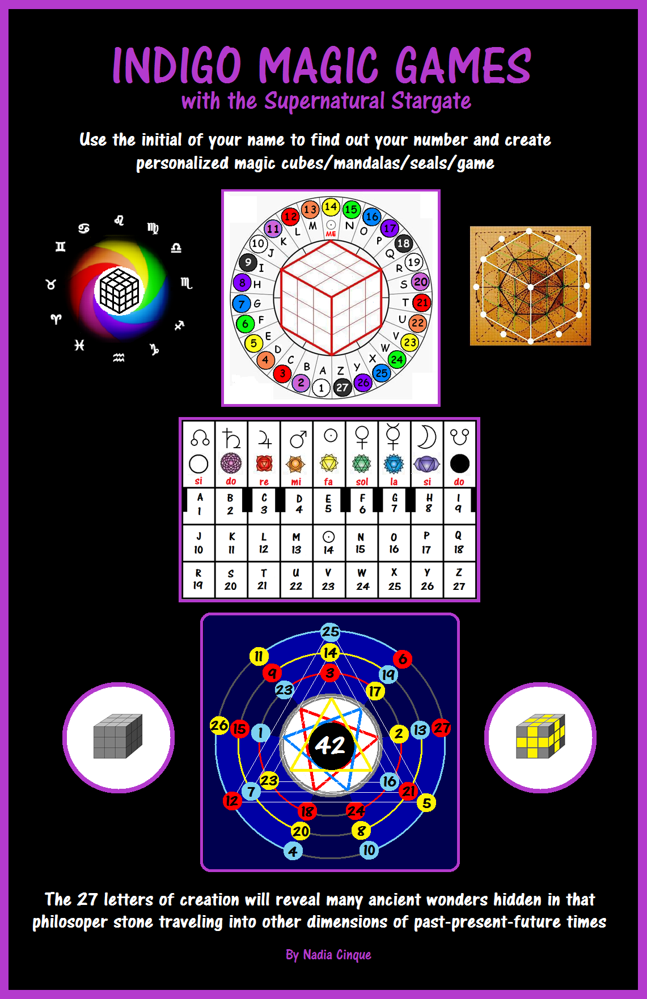 INDIGO MAGIC GAMES
with the Supernatural Stargate
Use the initial of your name to find out your number and create
personalized magic cubes/mandalas/seals/game
♌
♋ ♍
♊ ♎
♉ ♏
♈ ♐
♓ ♑
♒
14 ☉ ME
15 N
16 O
17 P
18 Q
19 R
20 S
21 T
22 U
23 V
24 W
25 X
26 Y
27 Z
1 A
2 B
3 C
4 D
5 E
6 F
7 G
8 H
9 I
10 J
11 K
12 L
13 M
☊ ♄ ♃ ♂ ☉ ♀ ☿ ☽ ☋
si do re mi fa sol la si do
A B C D E F G H I
1 2 3 4 5 6 7 8 9
J K L M ☉ N O P Q
10 11 12 13 14 15 16 17 18
R S T U V W X Y Z
19 20 21 22 23 24 25 26 27
25
11 14 6
9 3 19
23 17
26 15 1 42 2 13 27
23 16
12 7 21 5
18 24
20 8
4 10
The 27 letters of creation will reveal many ancient wonders hidden in that
philosoper stone traveling into other dimensions of past-present-future times
By Nadia Cinque